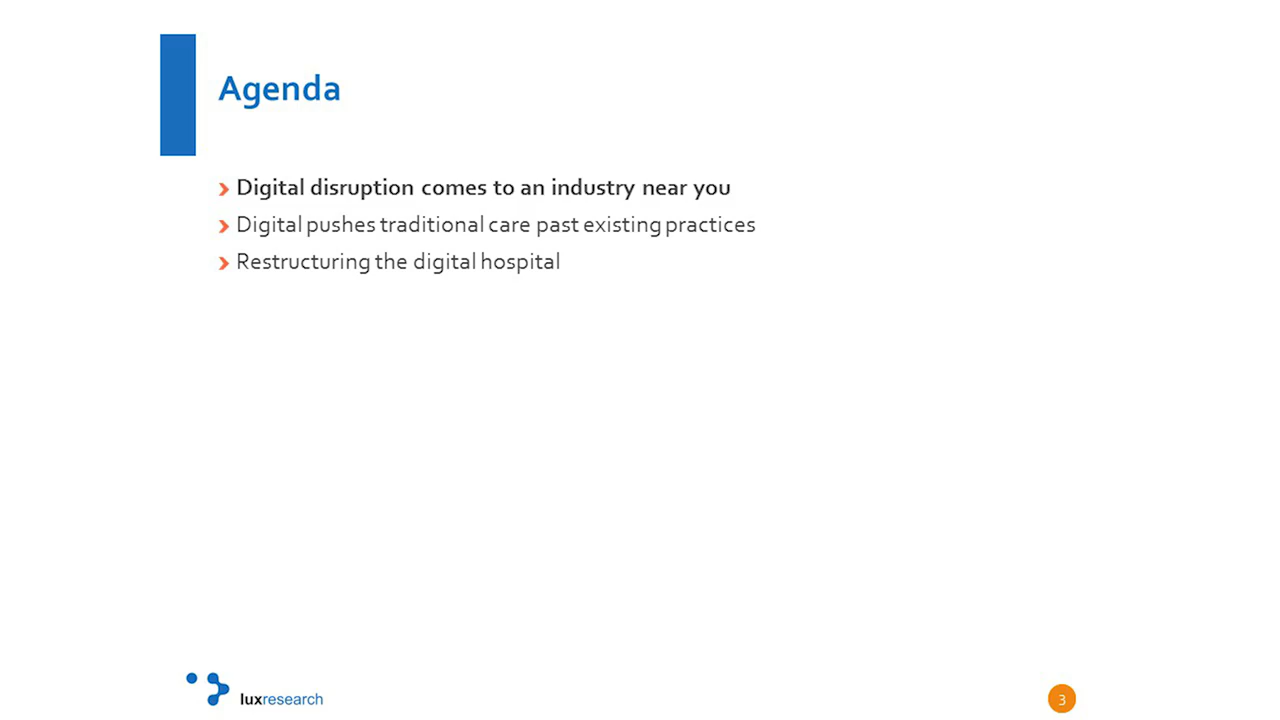 Agenda
Digital disruption comes to an industry near you
Digital pushes traditional care past existing practices
Restructuring the digital hospital
luxresearch
3